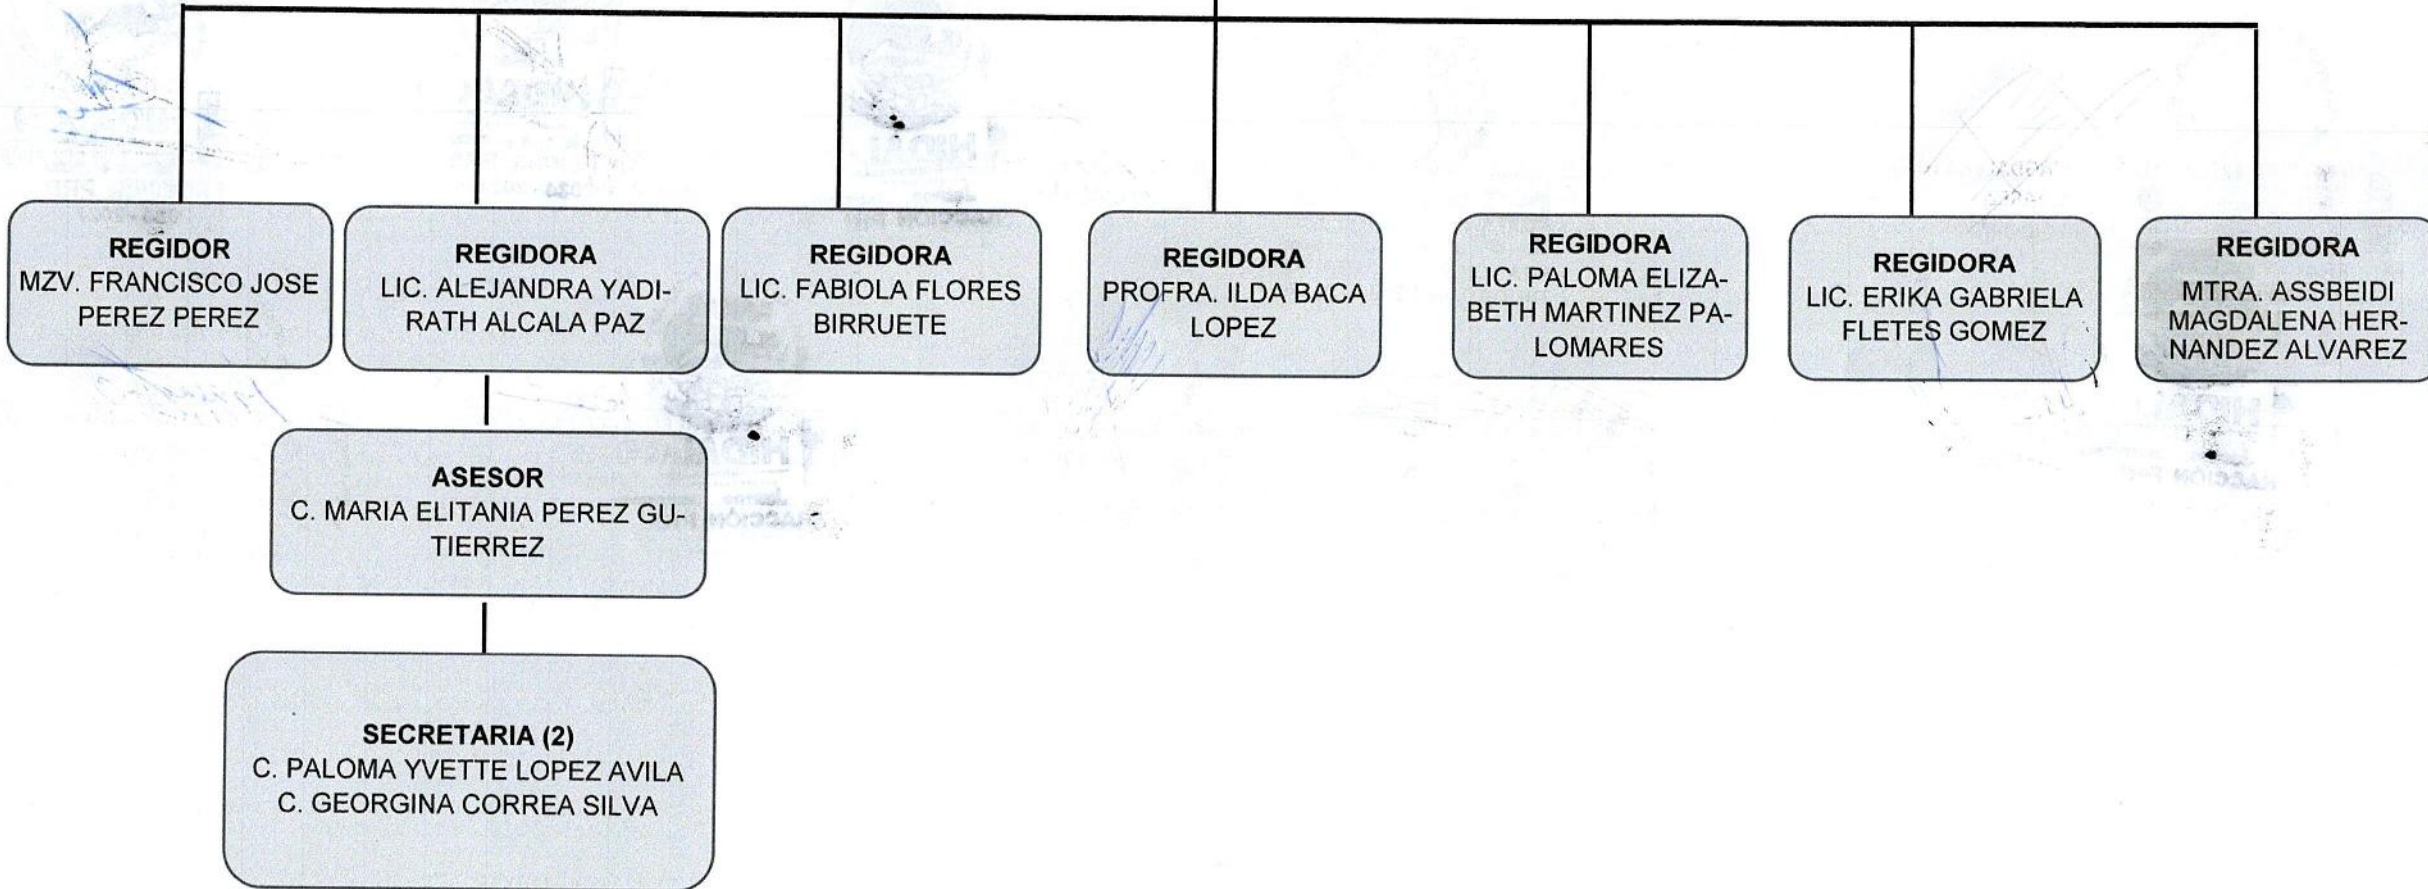 REGIDOR
MZV. FRANCISCO JOSE
PEREZ PEREZ
REGIDORA
LIC. ALEJANDRA YADI-
RATH ALCALA PAZ
REGIDORA
LIC. FABIOLA FLORES
BIRRUETE
REGIDORA
PROFRA. ILDA BACA
LOPEZ
REGIDORA
LIC. PALOMA ELIZA-
BETH MARTINEZ PA-
LOMARES
REGIDORA
LIC. ERIKA GABRIELA
FLETES GOMEZ
REGIDORA
MTRA. ASSBEIDI
MAGDALENA HER-
NANDEZ ALVAREZ
ASESOR
C. MARIA ELITANIA PEREZ GU-
TIERREZ
SECRETARIA (2)
C. PALOMA YVETTE LOPEZ AVILA
C. GEORGINA CORREA SILVA